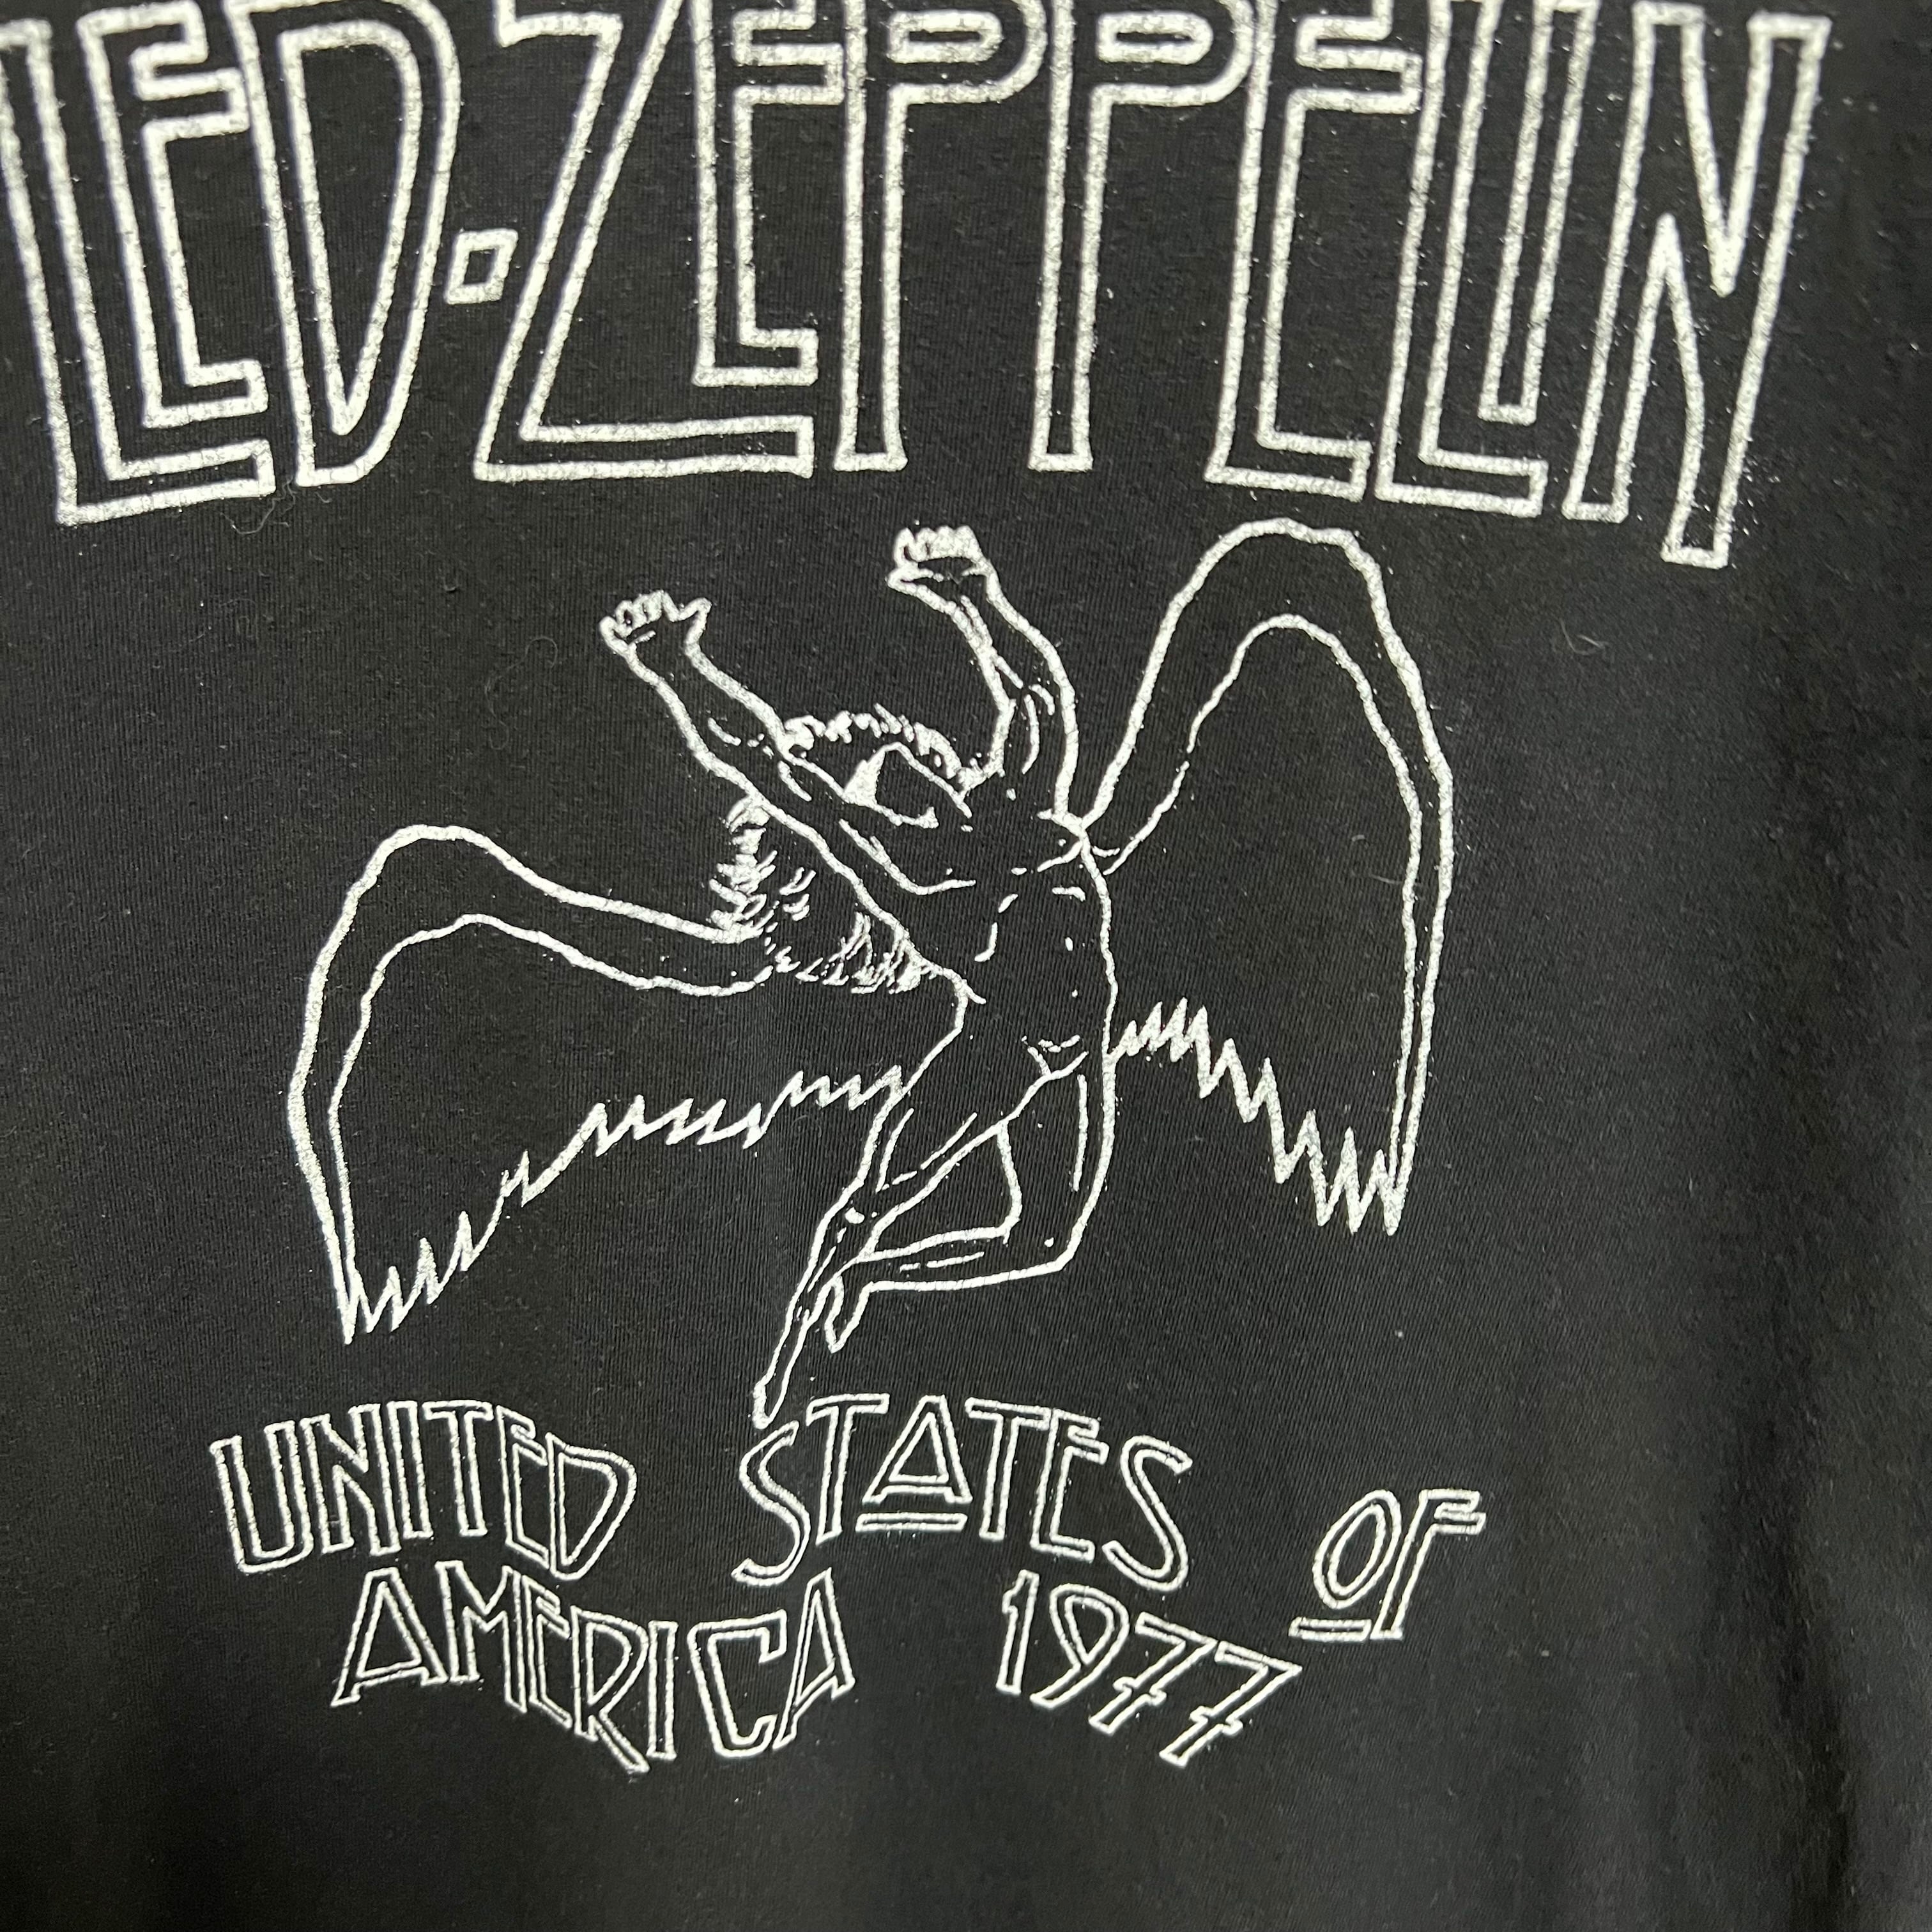 LED-ZEPPELIN
UNITED STATES OF
AMERICA 1977